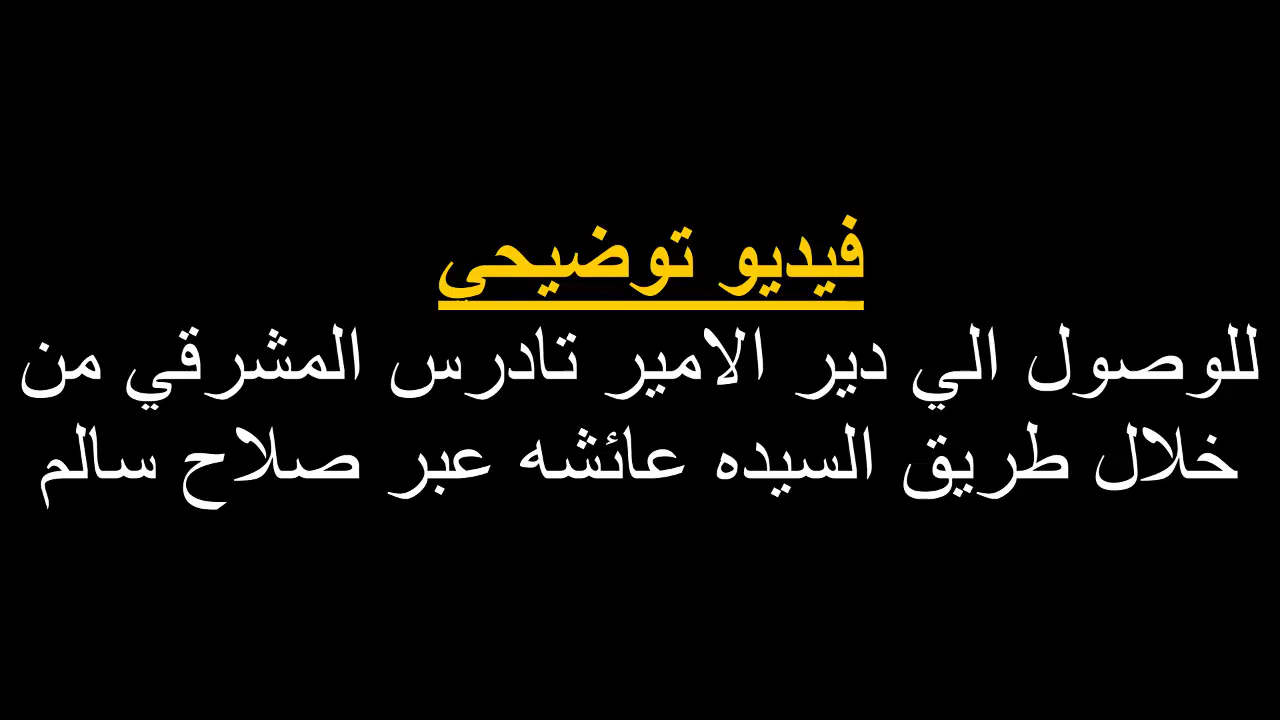 فيديو توضيحي
للوصول الي دير الامير تادرس المشرقي من
خلال طريق السيده عائشه عبر صلاح سالم